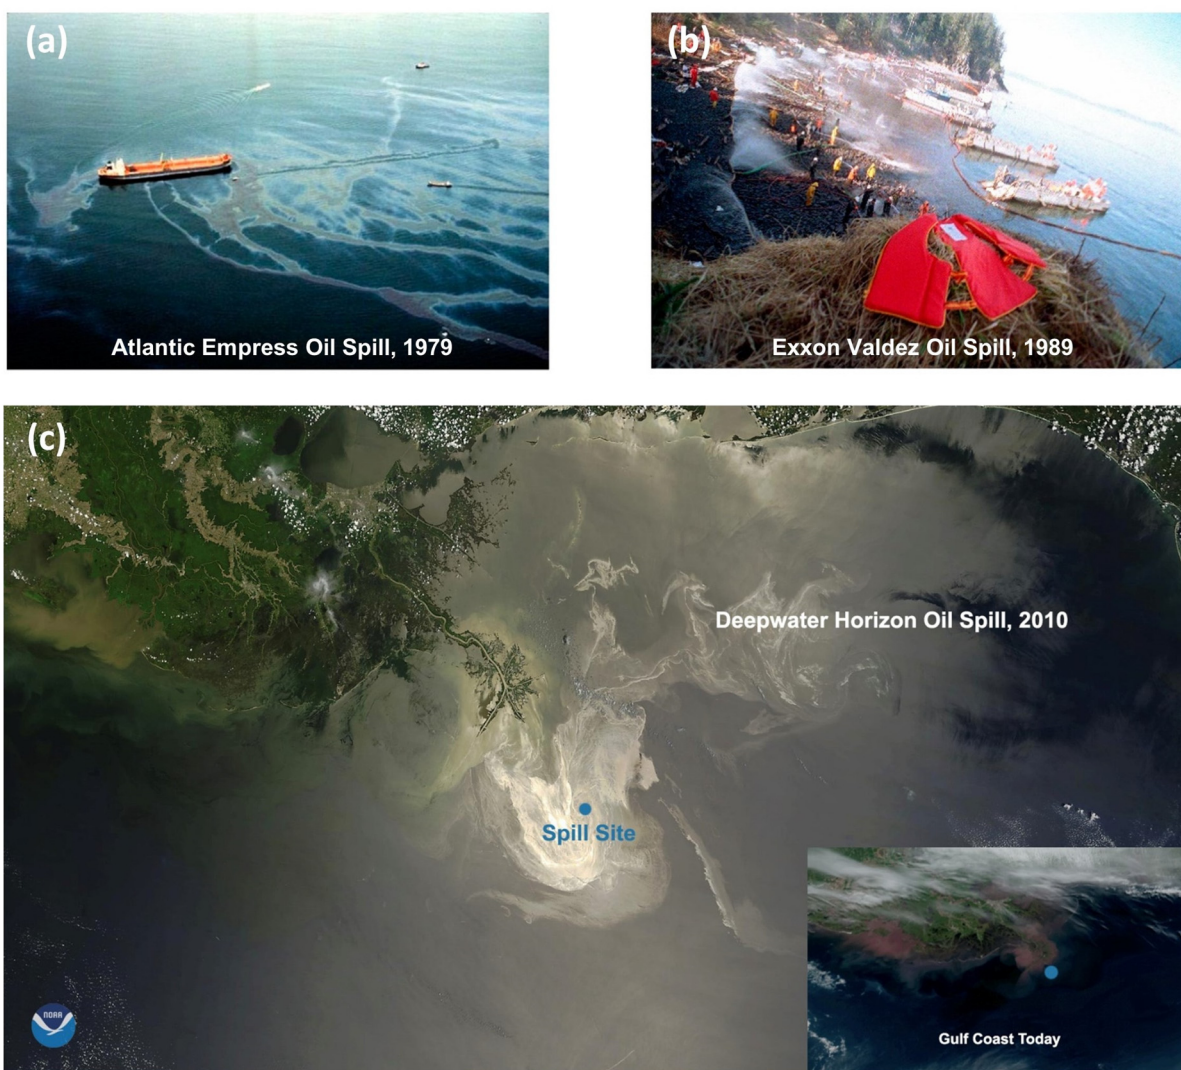 (a)
Atlantic Empress Oil Spill, 1979
(b)
Exxon Valdez Oil Spill, 1989
(c)
Deepwater Horizon Oil Spill, 2010
Spill Site
NOAA
Gulf Coast Today